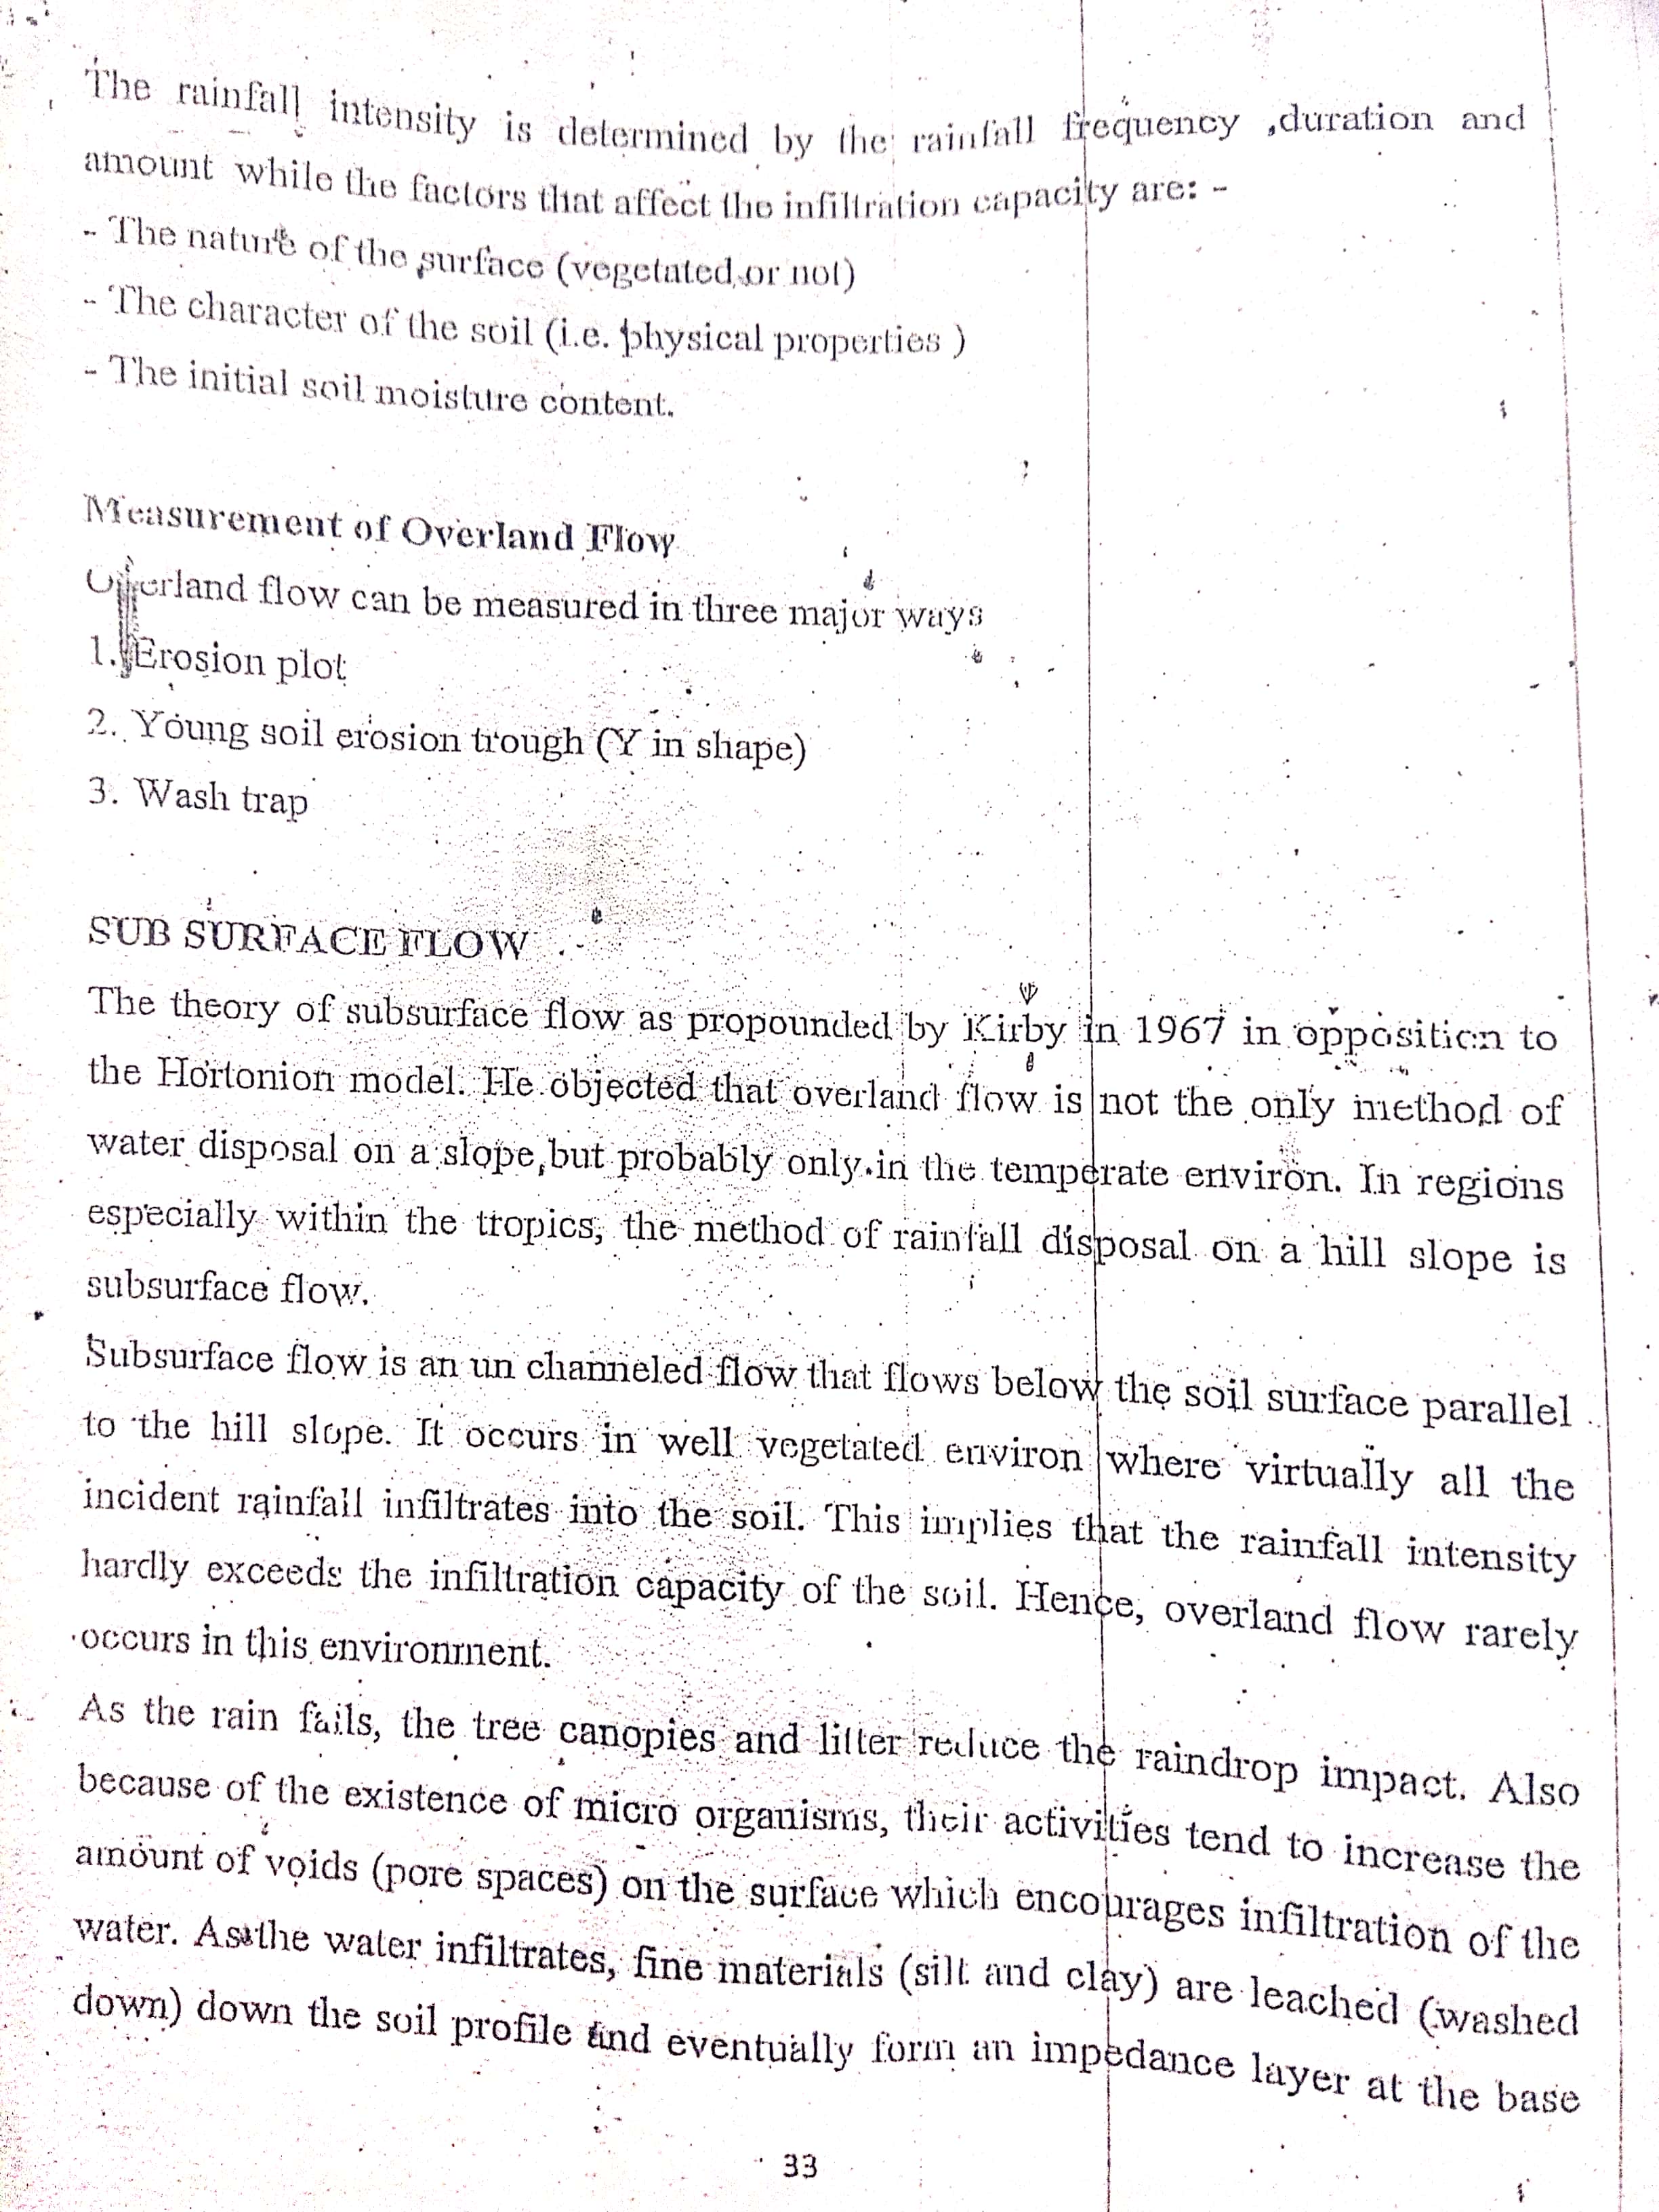 The rainfall intensity is determined by the rainfall frequency ,duration and
amount while the factors that affect the infiltration capacity are: -
- The nature of the surface (vegetated or not)
- The character of the soil (i.e. physical properties )
- The initial soil moisture content.
Measurement of Overland Flow
Overland flow can be measured in three major ways
1. Erosion plot
2. Young soil erosion trough (Y in shape)
3. Wash trap
SUB SURFACE FLOW
The theory of subsurface flow as propounded by Kirby in 1967 in opposition to
the Hortonion model. He objected that overland flow is not the only method of
water disposal on a slope, but probably only in the temperate environ. In regions
especially within the tropics, the method of rainfall disposal on a hill slope is
subsurface flow.
Subsurface flow is an un channeled flow that flows below the soil surface parallel
to the hill slope. It occurs in well vegetated environ where virtually all the
incident rainfall infiltrates into the soil. This implies that the rainfall intensity
hardly exceeds the infiltration capacity of the soil. Hence, overland flow rarely
occurs in this environment.
As the rain falls, the tree canopies and litter reduce the raindrop impact. Also
because of the existence of micro organisms, their activities tend to increase the
amount of voids (pore spaces) on the surface which encourages infiltration of the
water. As the water infiltrates, fine materials (silt and clay) are leached (washed
down) down the soil profile and eventually form an impedance layer at the base
33